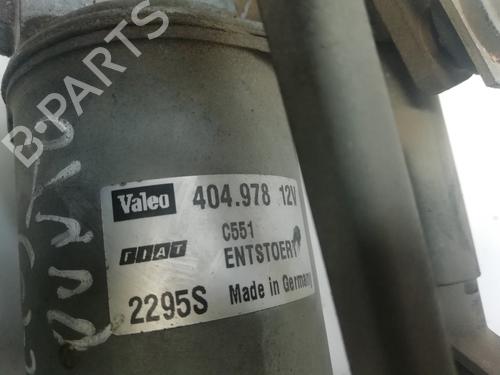 B-PARTS
Valeo 404.978 12V
C551
FIAT ENTSTOERT
2295S Made in Germany